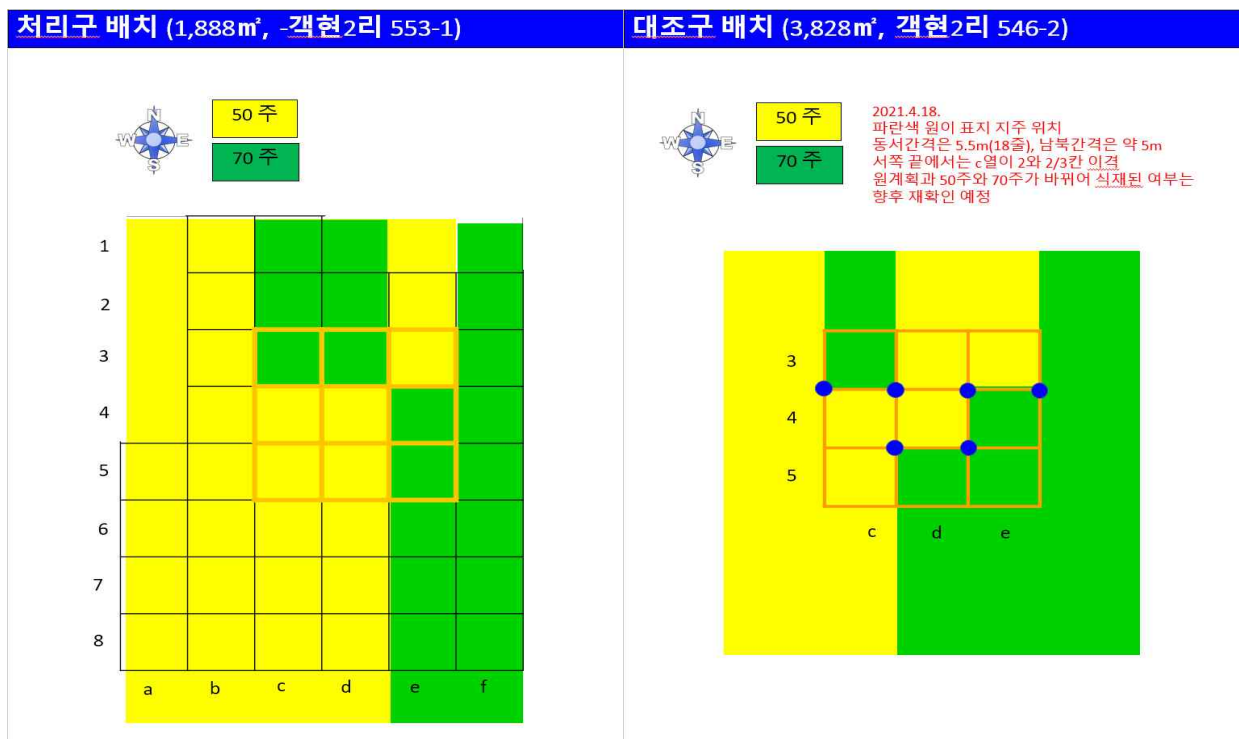 처리구 배치 (1,888㎡, -객현2리 553-1)
N
W E
S
50 주
70 주
1
2
3
4
5
6
7
8
a b c d e f
대조구 배치 (3,828㎡, 객현2리 546-2)
N
W E
S
50 주
70 주
2021.4.18.
파란색 원이 표지 지주 위치
동서간격은 5.5m(18줄), 남북간격은 약 5m
서쪽 끝에서는 c열이 2와 2/3칸 이격
원계획과 50주와 70주가 바뀌어 식재된 여부는
향후 재확인 예정
3
4
5
c d e